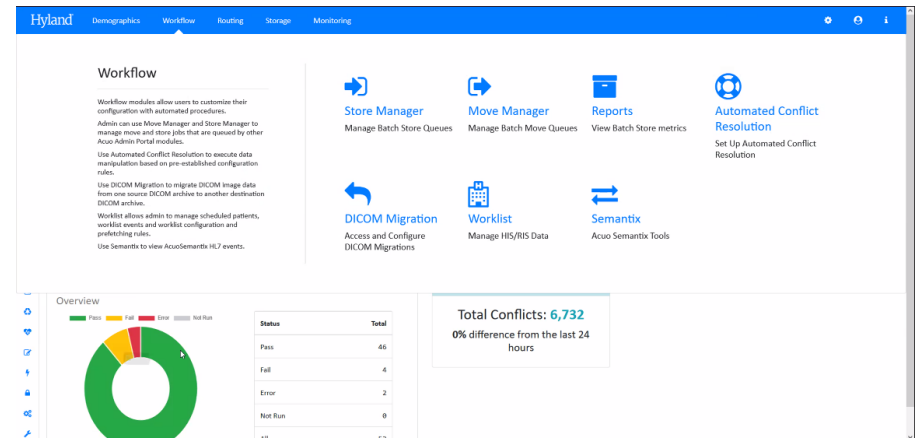 Hyland
Demographics Workflow Routing Storage Monitoring
Workflow
Workflow modules allow users to customize their
configuration with automated procedures.
Admin can use Move Manager and Store Manager to
manage move and store jobs that are queued by other
Acuo Admin Portal modules.
Use Automated Conflict Resolution to execute data
manipulation based on pre-established configuration
rules.
Use DICOM Migration to migrate DICOM image data
from one source DICOM archive to another destination
DICOM archive.
Worklist allows admin to manage scheduled patients,
worklist events and worklist configuration and
prefetching rules.
Use Semantix to view AcuoSemantix HL7 events.
Store Manager
Manage Batch Store Queues
Move Manager
Manage Batch Move Queues
Reports
View Batch Store metrics
Automated Conflict
Resolution
Set Up Automated Conflict
Resolution
DICOM Migration
Access and Configure
DICOM Migrations
Worklist
Manage HIS/RIS Data
Semantix
Acuo Semantix Tools
Overview
Pass Fail Error Not Run
Status Total
Pass 46
Fail 4
Error 2
Not Run 0
Total Conflicts: 6,732
0% difference from the last 24
hours